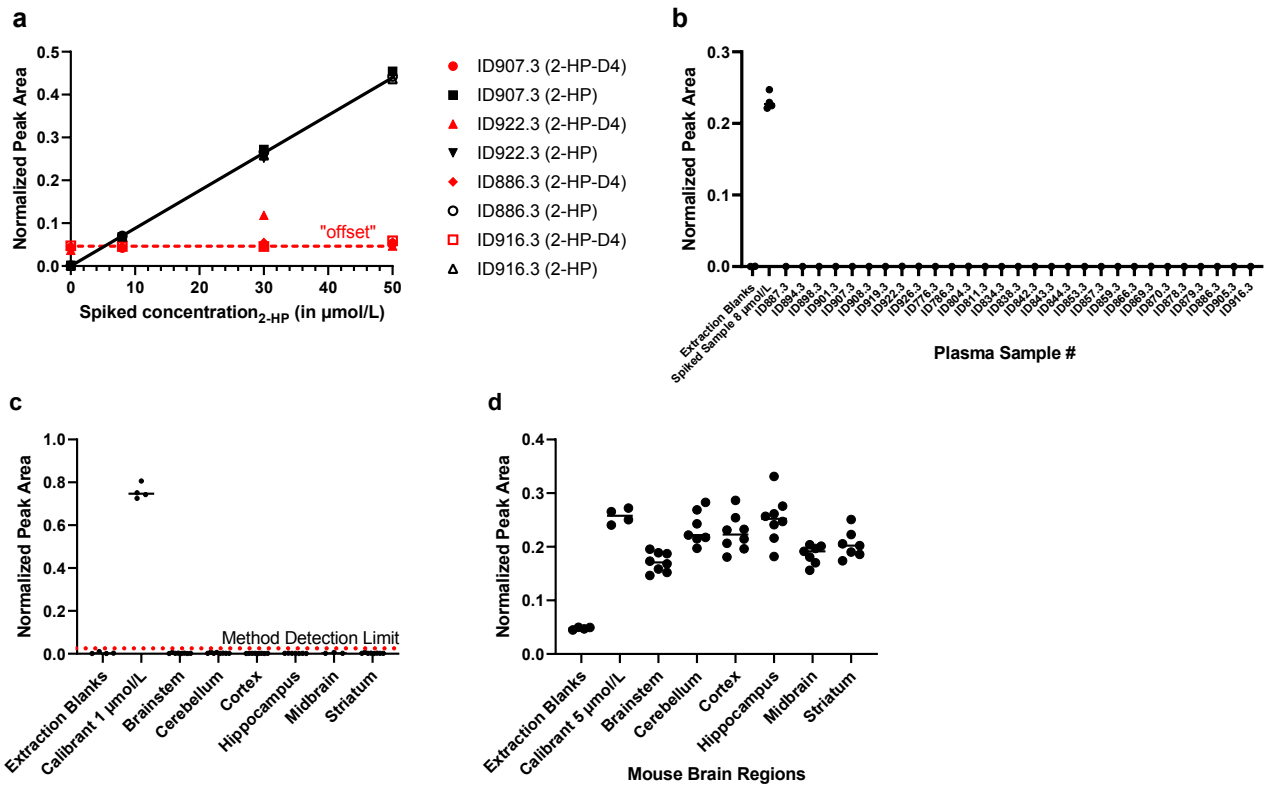 a
Normalized Peak Area
0.5
0.4
0.3
0.2
0.1
0.0
"offset"
0
10
20
30
40
50
Spiked concentration2-HP (in µmol/L)
ID907.3 (2-HP-D4)
ID907.3 (2-HP)
ID922.3 (2-HP-D4)
ID922.3 (2-HP)
ID886.3 (2-HP-D4)
ID886.3 (2-HP)
ID916.3 (2-HP-D4)
ID916.3 (2-HP)
b
Normalized Peak Area
0.3
0.2
0.1
0.0
Extraction Blanks
Spiked Sample 8 µmol/L
ID887.3
ID894.3
ID898.3
ID904.3
ID907.3
ID908.3
ID919.3
ID922.3
ID926.3
ID776.3
ID786.3
ID804.3
ID811.3
ID834.3
ID838.3
ID842.3
ID843.3
ID844.3
ID853.3
ID857.3
ID859.3
ID866.3
ID869.3
ID870.3
ID878.3
ID879.3
ID886.3
ID905.3
ID916.3
Plasma Sample #
c
Normalized Peak Area
1.0
0.8
0.6
0.4
0.2
0.0
Method Detection Limit
Extraction Blanks
Calibrant 1 µmol/L
Brainstem
Cerebellum
Cortex
Hippocampus
Midbrain
Striatum
d
Normalized Peak Area
0.4
0.3
0.2
0.1
0.0
Extraction Blanks
Calibrant 5 µmol/L
Brainstem
Cerebellum
Cortex
Hippocampus
Midbrain
Striatum
Mouse Brain Regions